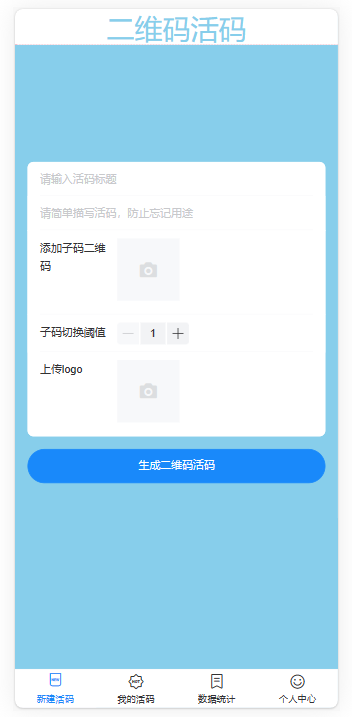 二维码活码
请输入活码标题
请简单描写活码，防止忘记用途
添加子码二维
码
子码切换阈值
1
上传logo
生成二维码活码
新建活码
HOT
我的活码
数据统计
个人中心